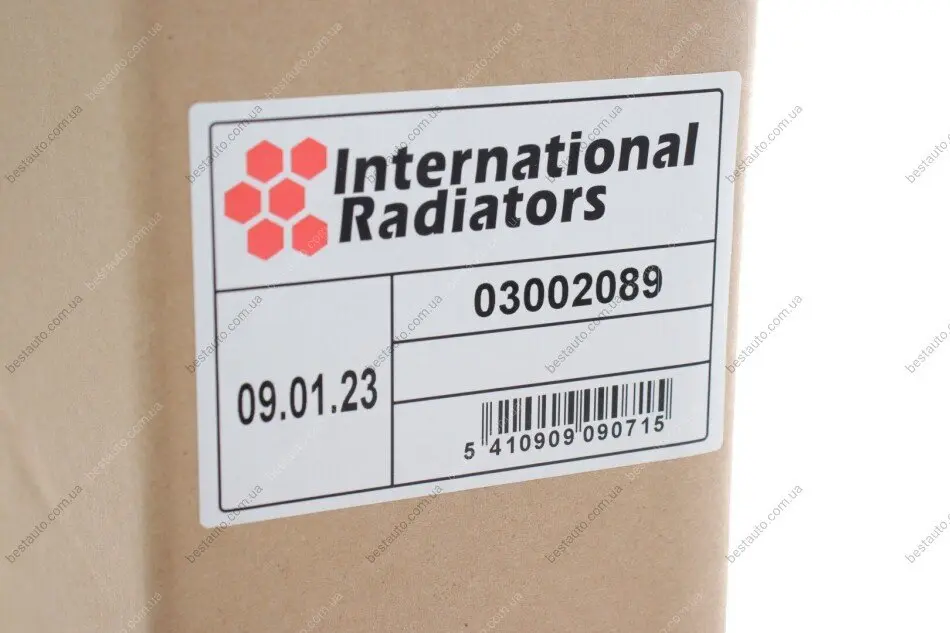 International
Radiators
03002089
09.01.23
5 410909 090715
bestauto.com.ua